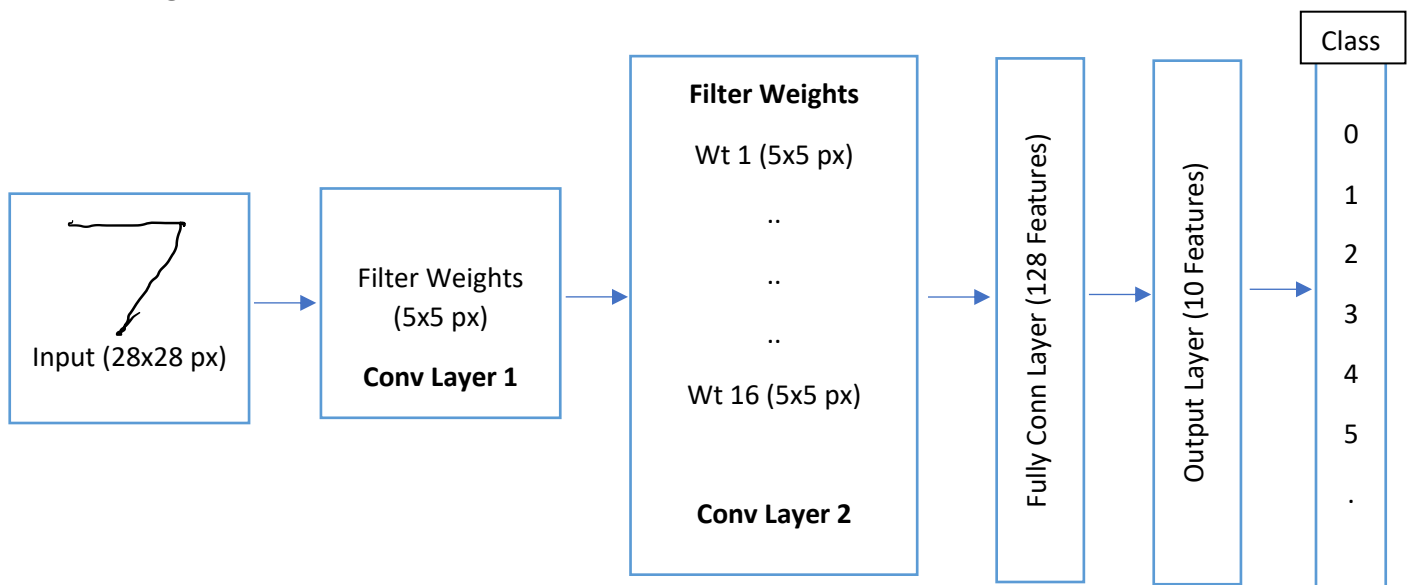 Input (28x28 px)
Filter Weights
(5x5 px)
Conv Layer 1
Filter Weights
Wt 1 (5x5 px)
..
..
..
Wt 16 (5x5 px)
Conv Layer 2
Fully Conn Layer (128 Features)
Output Layer (10 Features)
Class
0
1
2
3
4
5
.